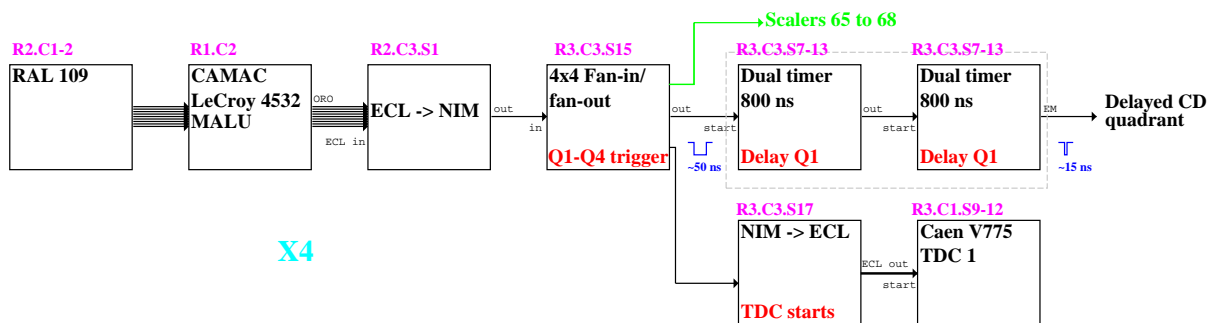 Scalers 65 to 68
R2.C1-2
R1.C2
R2.C3.S1
R3.C3.S15
R3.C3.S7-13
R3.C3.S7-13
RAL 109
CAMAC
LeCroy 4532
MALU
ORO
ECL in
ECL -> NIM
out
in
4x4 Fan-in/
fan-out
Q1-Q4 trigger
out
start
~50 ns
Dual timer
800 ns
Delay Q1
out
start
Dual timer
800 ns
Delay Q1
EM
~15 ns
Delayed CD
quadrant
X4
R3.C3.S17
R3.C1.S9-12
NIM -> ECL
TDC starts
ECL out
start
Caen V775
TDC 1